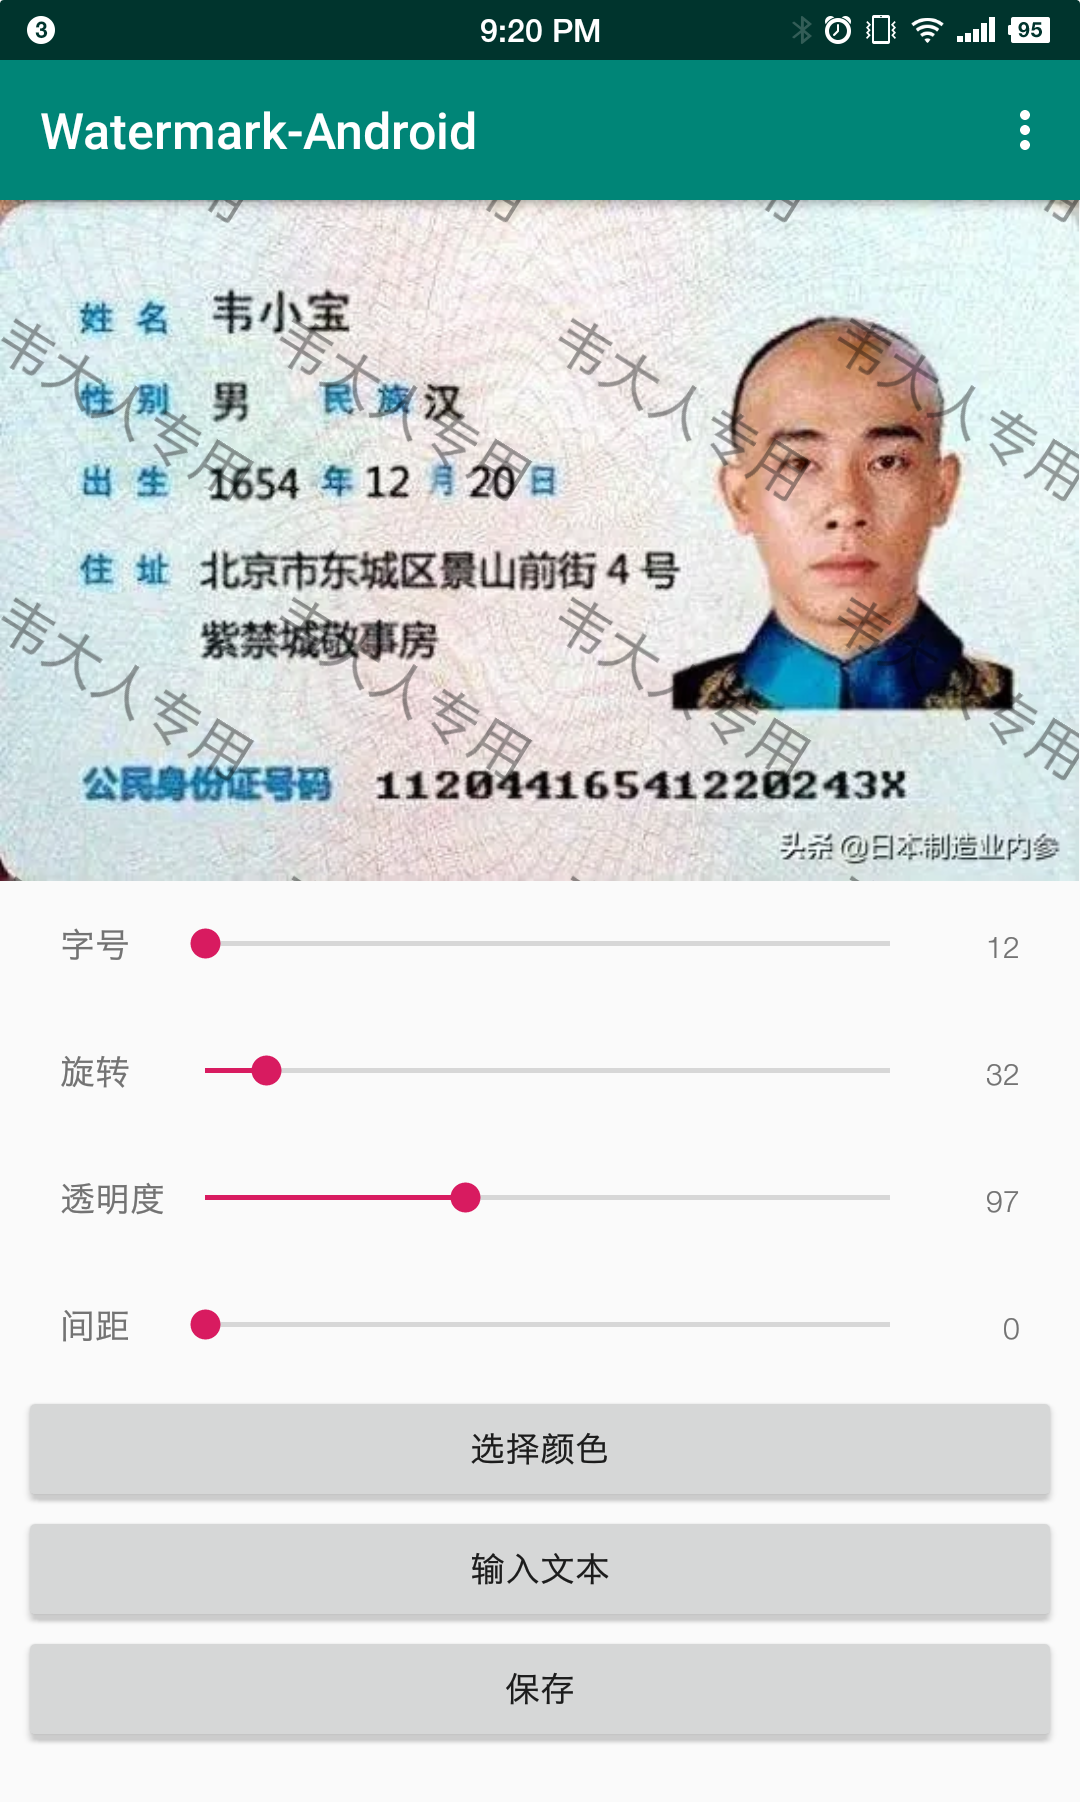 3
9:20 PM
95
Watermark-Android
姓名 韦小宝
性别 男 民族 汉
出生 1654 年 12 月 20 日
住址 北京市东城区景山前街 4 号
紫禁城敬事房
公民身份证号码 11204416541220243X
头条 @日本制造业内参
韦大人专用 韦大人专用 韦大人专用 韦大人专用
韦大人专用 韦大人专用 韦大人专用 韦大人专用
字号 12
旋转 32
透明度 97
间距 0
选择颜色
输入文本
保存